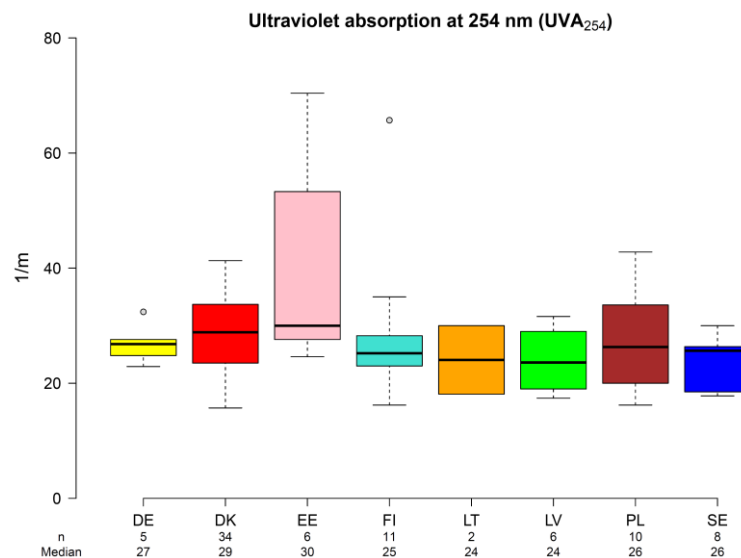 Ultraviolet absorption at 254 nm (UVA₂₅₄)
80
60
40
20
0
1/m
DE DK EE FI LT LV PL SE
n 5 34 6 11 2 6 10 8
Median 27 29 30 25 24 24 26 26